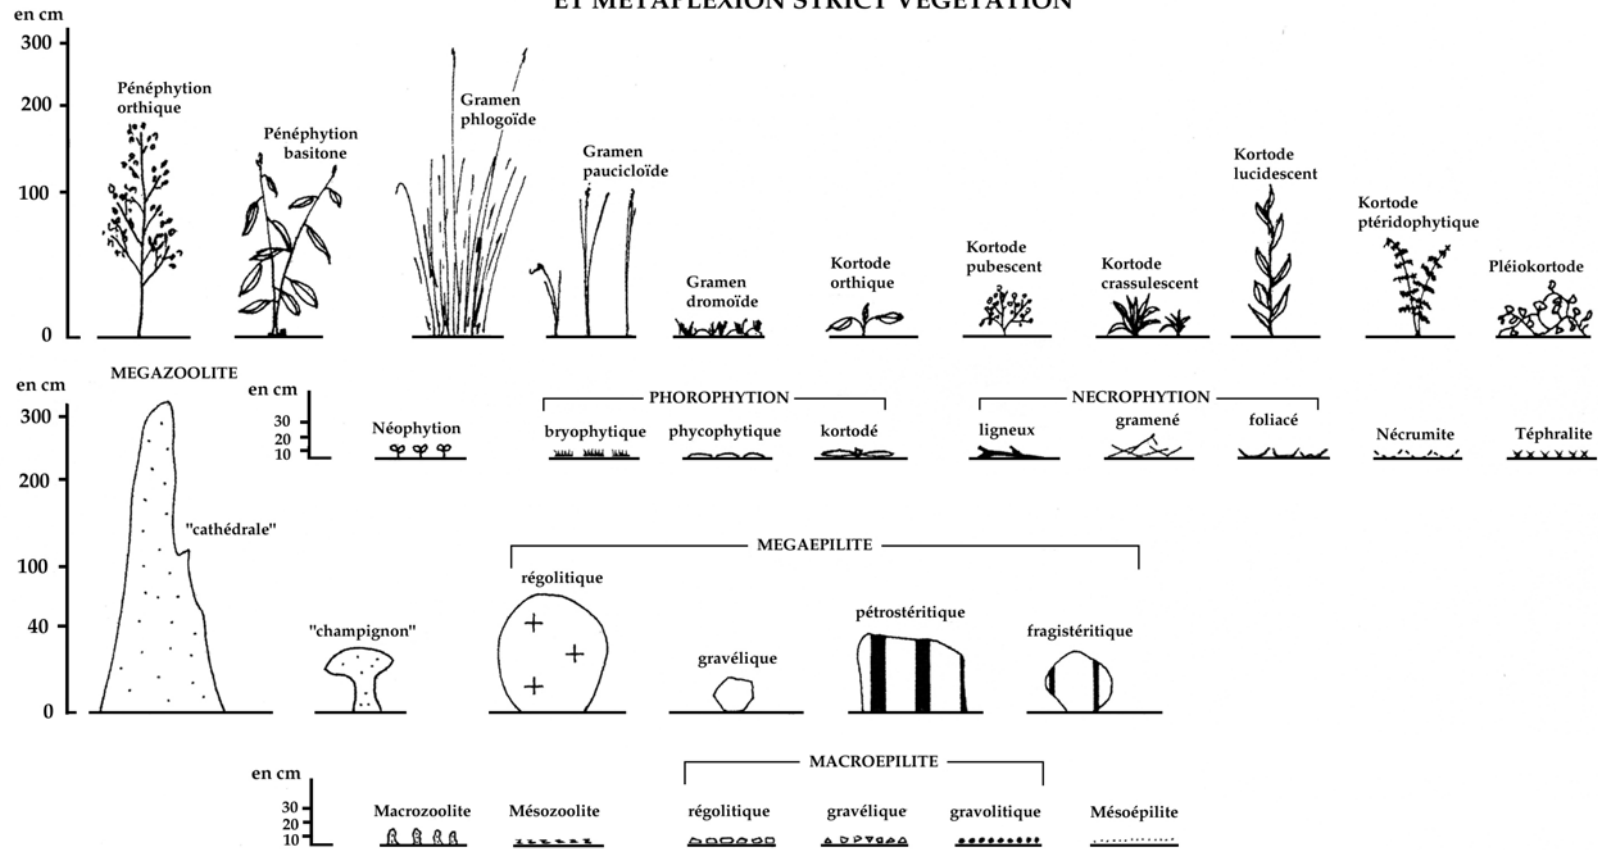 ET METAPLEXION STRICT VEGETATION
en cm
300
200
100
0
Pénéphytion
orthique
Pénéphytion
basitone
Gramen
phlogoïde
Gramen
paucicloïde
Gramen
dromoïde
Kortode
orthique
Kortode
pubescent
Kortode
crassulescent
Kortode
lucidescent
Kortode
ptéridophytique
Pléiokortode
MEGAZOOLITE
en cm
300
200
100
40
0
"cathédrale"
en cm
30
20
10
Néophytion
PHOROPHYTION
bryophytique
phycophytique
kortodé
NECROPHYTION
ligneux
gramené
foliacé
Nécrumite
Téphralite
"champignon"
MEGAEPILITE
régolitique
gravélique
pétrostéritique
fragistéritique
en cm
30
20
10
Macrozoolite
Mésozoolite
MACROEPILITE
régolitique
gravélique
gravolitique
Mésoépilite